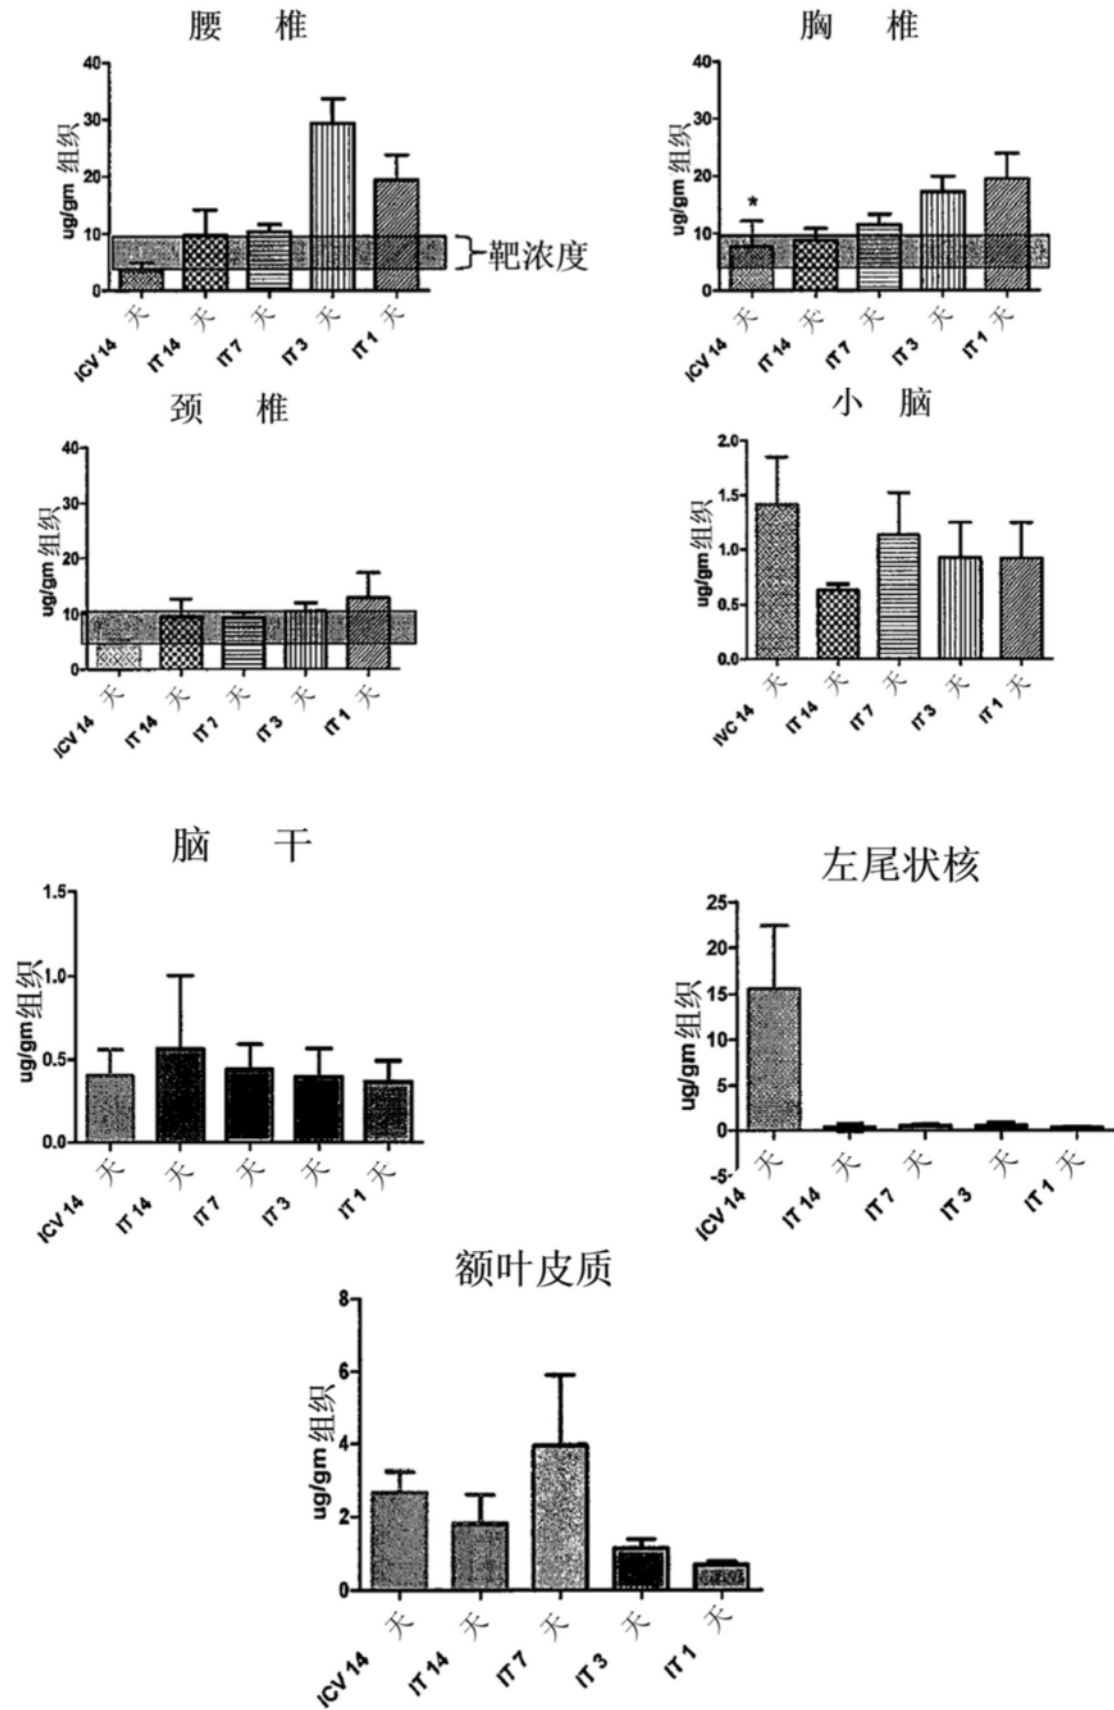 腰 椎
40
30
20
10
0
ug/gm 组织
靶浓度
ICV 14 天
IT 14 天
IT 7 天
IT 3 天
IT 1 天
胸 椎
40
30
20
10
0
ug/gm 组织
*
ICV 14 天
IT 14 天
IT 7 天
IT 3 天
IT 1 天
颈 椎
40
30
20
10
0
ug/gm 组织
ICV 14 天
IT 14 天
IT 7 天
IT 3 天
IT 1 天
小 脑
2.0
1.5
1.0
0.5
0.0
ug/gm组织
IVC 14 天
IT 14 天
IT 7 天
IT 3 天
IT 1 天
脑 干
1.5
1.0
0.5
0.0
ug/gm组织
ICV 14 天
IT 14 天
IT 7 天
IT 3 天
IT 1 天
左尾状核
25
20
15
10
5
0
-5
ug/gm 组织
ICV 14 天
IT 14 天
IT 7 天
IT 3 天
IT 1 天
额叶皮质
8
6
4
2
0
ug/gm 组织
ICV 14 天
IT 14 天
IT 7 天
IT 3 天
IT 1 天